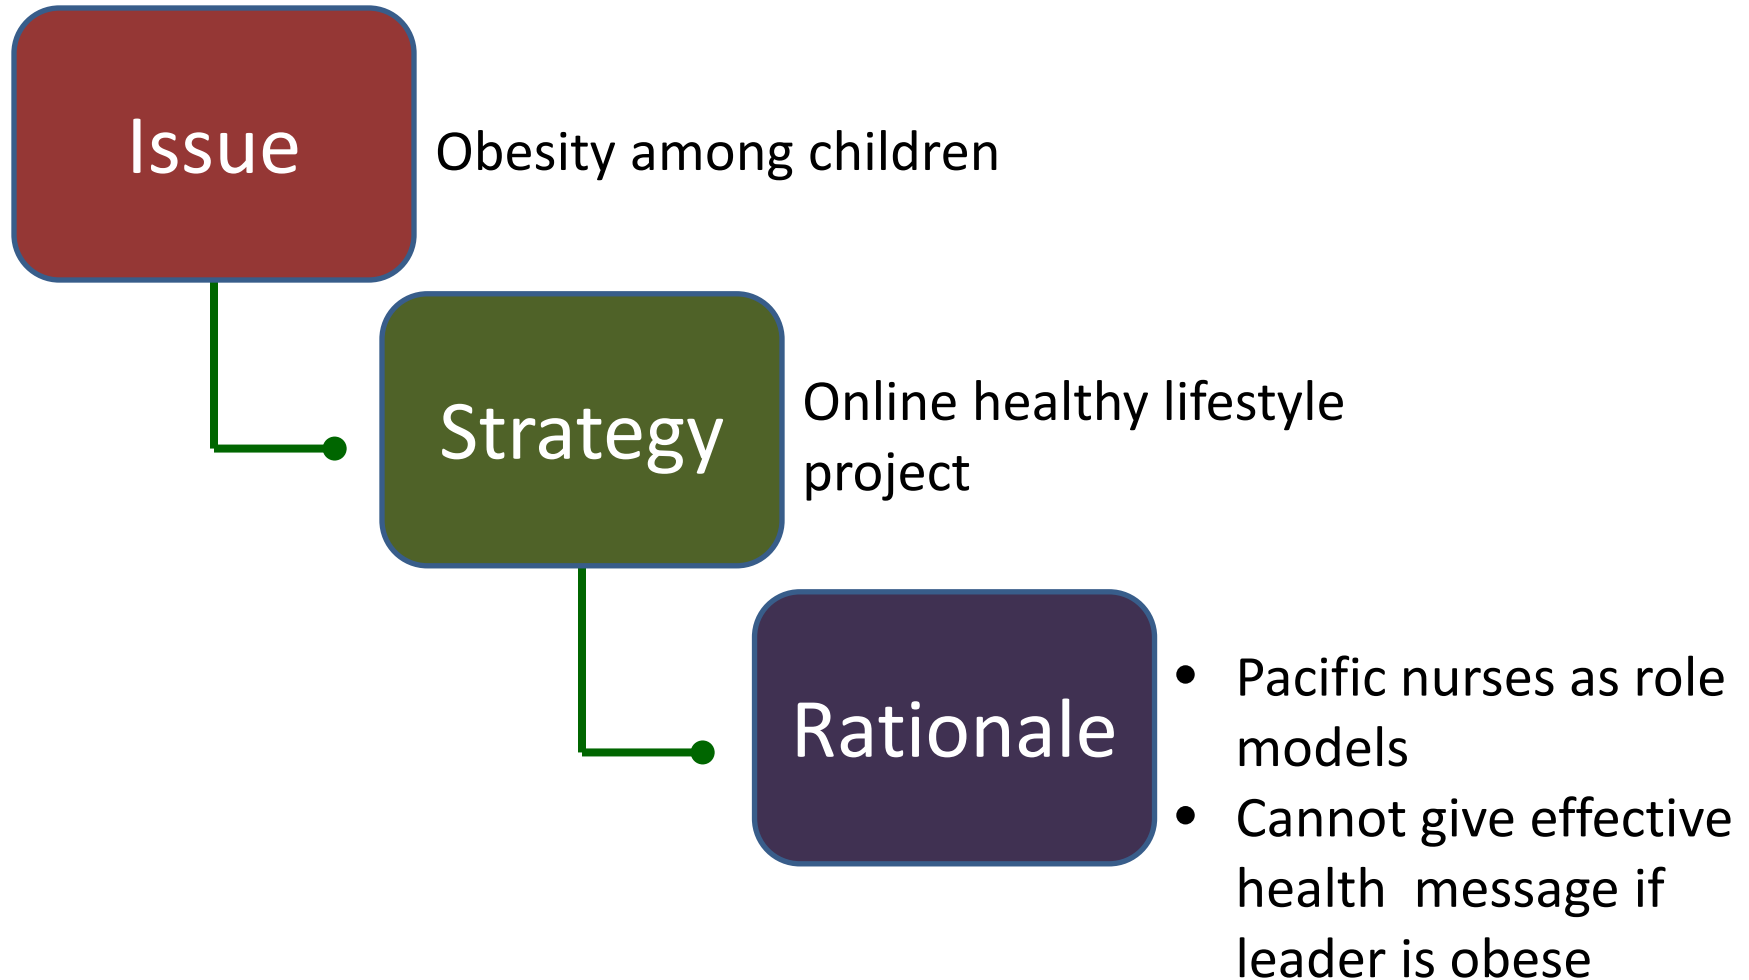 Issue
Obesity among children
Strategy
Online healthy lifestyle
project
Rationale
• Pacific nurses as role
models
• Cannot give effective
health  message if
leader is obese